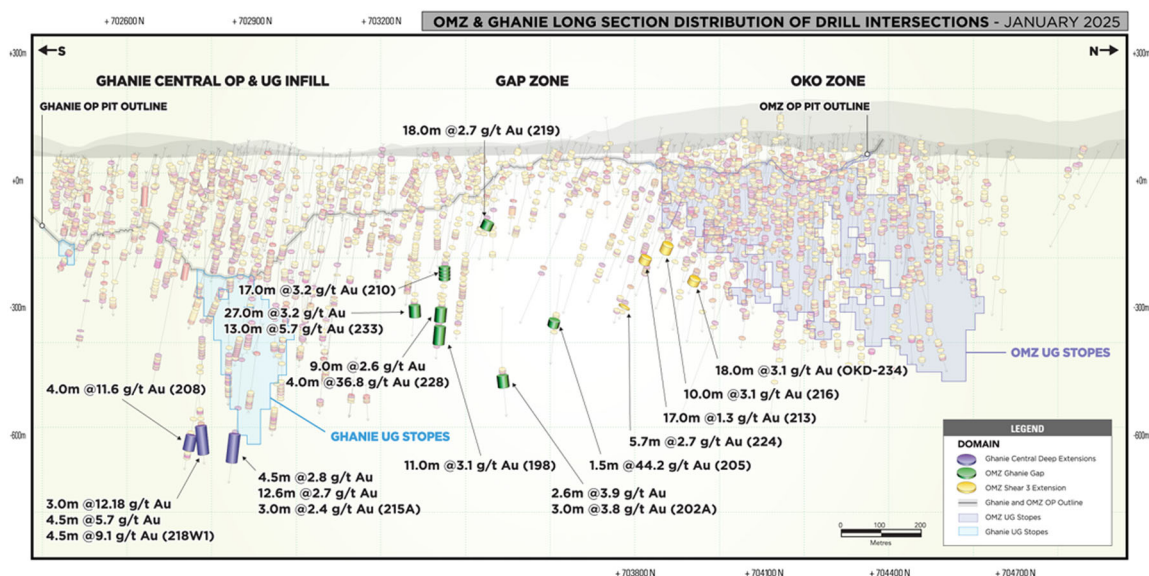 + 702600 N
+ 702900 N
+ 703200 N
OMZ & GHANIE LONG SECTION DISTRIBUTION OF DRILL INTERSECTIONS - JANUARY 2025
+300m
S
N
+300m
GHANIE CENTRAL OP & UG INFILL
GAP ZONE
OKO ZONE
GHANIE OP PIT OUTLINE
OMZ OP PIT OUTLINE
18.0m @2.7 g/t Au (219)
+0m
+0m
17.0m @3.2 g/t Au (210)
-300m
27.0m @3.2 g/t Au
13.0m @5.7 g/t Au (233)
-300m
OMZ UG STOPES
9.0m @2.6 g/t Au
4.0m @36.8 g/t Au (228)
18.0m @3.1 g/t Au (OKD-234)
4.0m @11.6 g/t Au (208)
10.0m @3.1 g/t Au (216)
17.0m @1.3 g/t Au (213)
GHANIE UG STOPES
5.7m @2.7 g/t Au (224)
-600m
-600m
11.0m @3.1 g/t Au (198)
1.5m @44.2 g/t Au (205)
4.5m @2.8 g/t Au
12.6m @2.7 g/t Au
3.0m @2.4 g/t Au (215A)
2.6m @3.9 g/t Au
3.0m @3.8 g/t Au (202A)
3.0m @12.18 g/t Au
4.5m @5.7 g/t Au
4.5m @9.1 g/t Au (218W1)
LEGEND
DOMAIN
Ghanie Central Deep Extensions
OMZ Ghanie Gap
OMZ Shear 3 Extension
Ghanie and OMZ OP Outline
OMZ UG Stopes
Ghanie UG Stopes
0 100 200
Metres
+ 703800 N
+ 704100 N
+ 704400 N
+ 704700 N